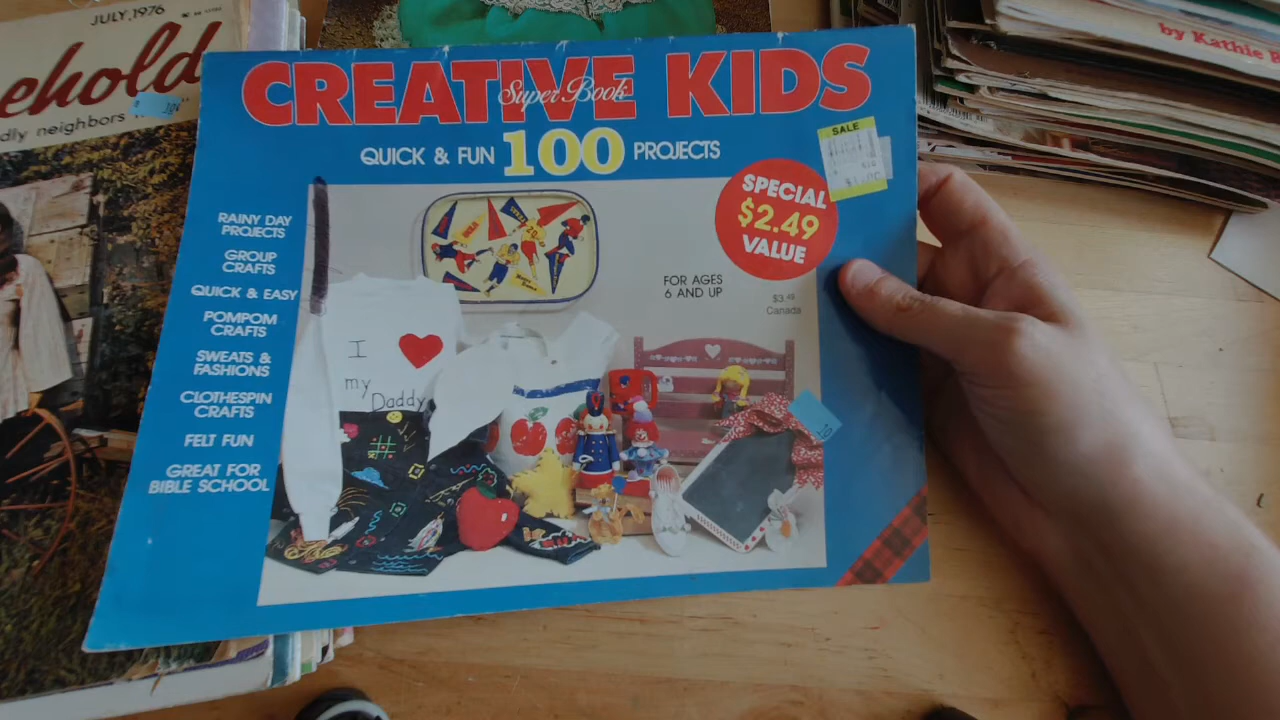 JULY, 1976
ehold
dly neighbors
by Kathie B
CREATIVE KIDS
Super Book
QUICK & FUN 100 PROJECTS
SALE
SPECIAL
$2.49
VALUE
RAINY DAY
PROJECTS
GROUP
CRAFTS
QUICK & EASY
POMPOM
CRAFTS
SWEATS &
FASHIONS
CLOTHESPIN
CRAFTS
FELT FUN
GREAT FOR
BIBLE SCHOOL
FOR AGES
6 AND UP
$3.49
Canada
I
my
Daddy